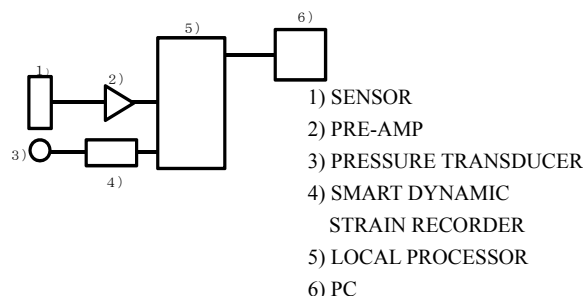 5)
6)
1)
2)
3)
4)
1) SENSOR
2) PRE-AMP
3) PRESSURE TRANSDUCER
4) SMART DYNAMIC
STRAIN RECORDER
5) LOCAL PROCESSOR
6) PC